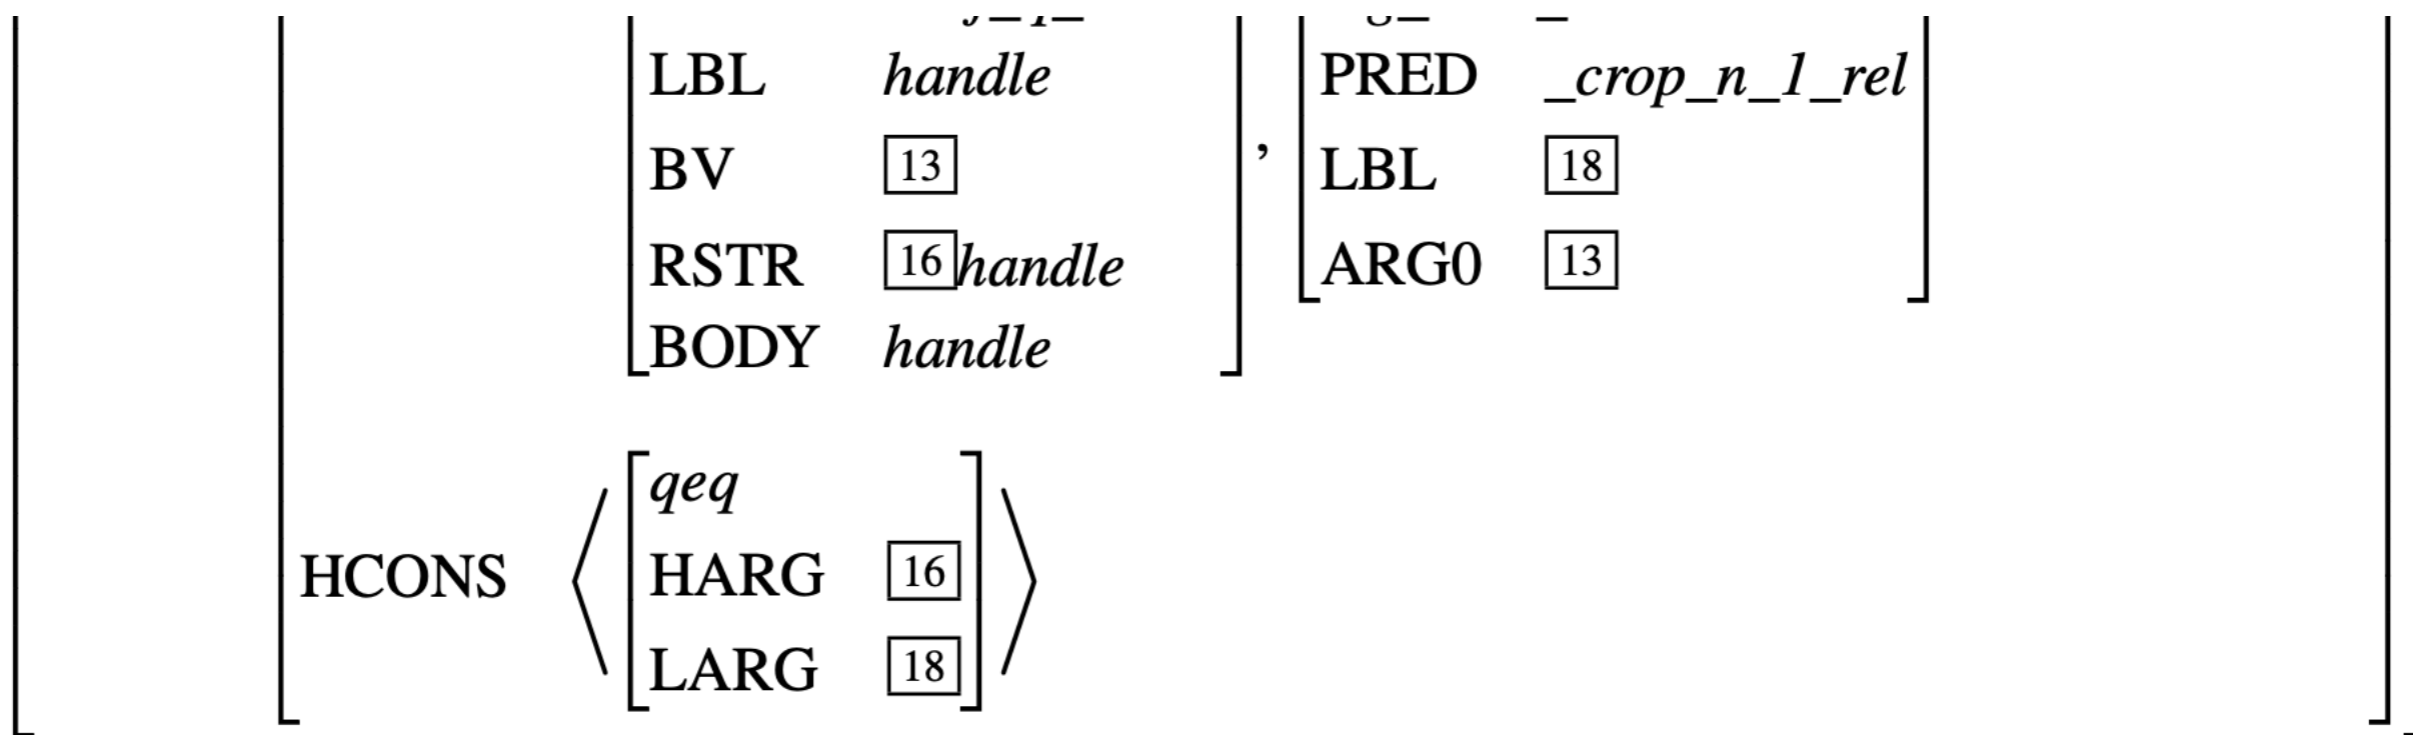 LBL handle PRED _crop_n_1_rel
BV 13 , LBL 18
RSTR 16 handle ARG0 13
BODY handle
qeq
HCONS HARG 16
LARG 18